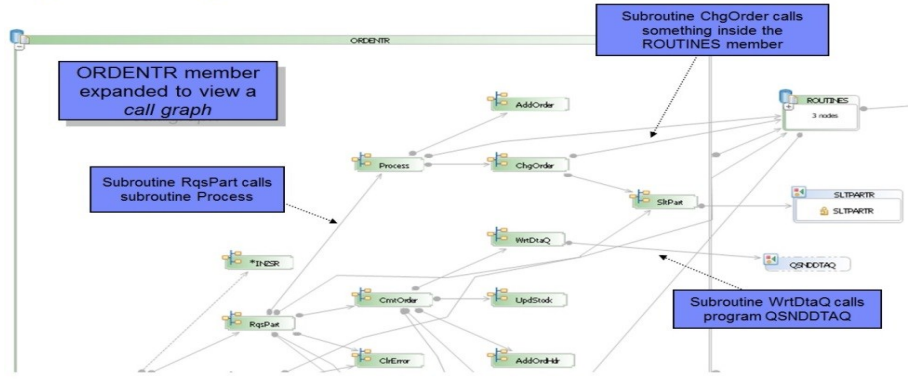 ORDENTR
Subroutine ChgOrder calls
something inside the
ROUTINES member
ORDENTR member
expanded to view a
call graph
AddOrder
ROUTINES
3 nodes
Process
ChgOrder
Subroutine RqsPart calls
subroutine Process
SltPart
SLTPARTR
SLTPARTR
WrtDtaQ
*INZSR
QSNDDTAQ
CmtOrder
UpdStock
Subroutine WrtDtaQ calls
program QSNDDTAQ
RqsPart
ClrError
AddOrdHdr